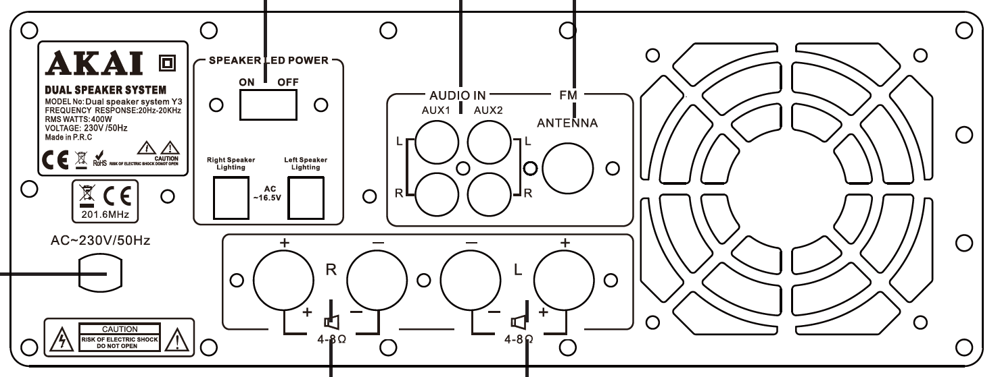 AKAI
DUAL SPEAKER SYSTEM
MODEL No: Dual speaker system Y3
FREQUENCY RESPONSE:20Hz-20KHz
RMS WATTS:400W
VOLTAGE: 230V /50Hz
Made in P.R.C
CE RoHS CAUTION
RISK OF ELECTRIC SHOCK DONOT OPEN
CE
201.6MHz
AC~230V/50Hz
CAUTION
RISK OF ELECTRIC SHOCK
DO NOT OPEN
SPEAKER LED POWER
ON OFF
Right Speaker
Lighting
Left Speaker
Lighting
AC
~16.5V
AUDIO IN
AUX1 AUX2
L L
R R
FM
ANTENNA
+ − − +
R L
+ − − +
4-8Ω 4-8Ω